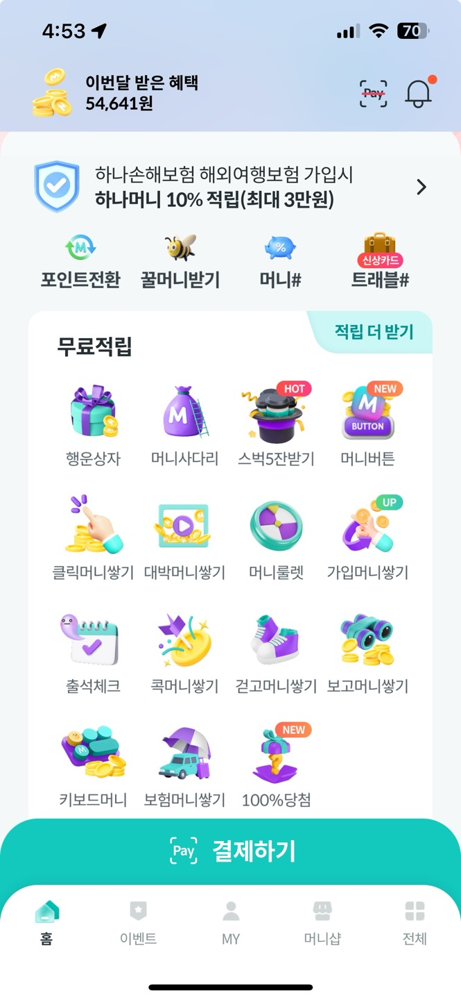 4:53
70
이번달 받은 혜택
54,641원
Pay
하나손해보험 해외여행보험 가입시
하나머니 10% 적립(최대 3만원)
M
%
신상카드
포인트전환
꿀머니받기
머니#
트래블#
적립 더 받기
무료적립
M
HOT
NEW
M
BUTTON
행운상자
머니사다리
스벅5잔받기
머니버튼
UP
클릭머니쌓기
대박머니쌓기
머니룰렛
가입머니쌓기
출석체크
콕머니쌓기
걷고머니쌓기
보고머니쌓기
M
NEW
?
키보드머니
보험머니쌓기
100%당첨
Pay 결제하기
홈
이벤트
MY
머니샵
전체